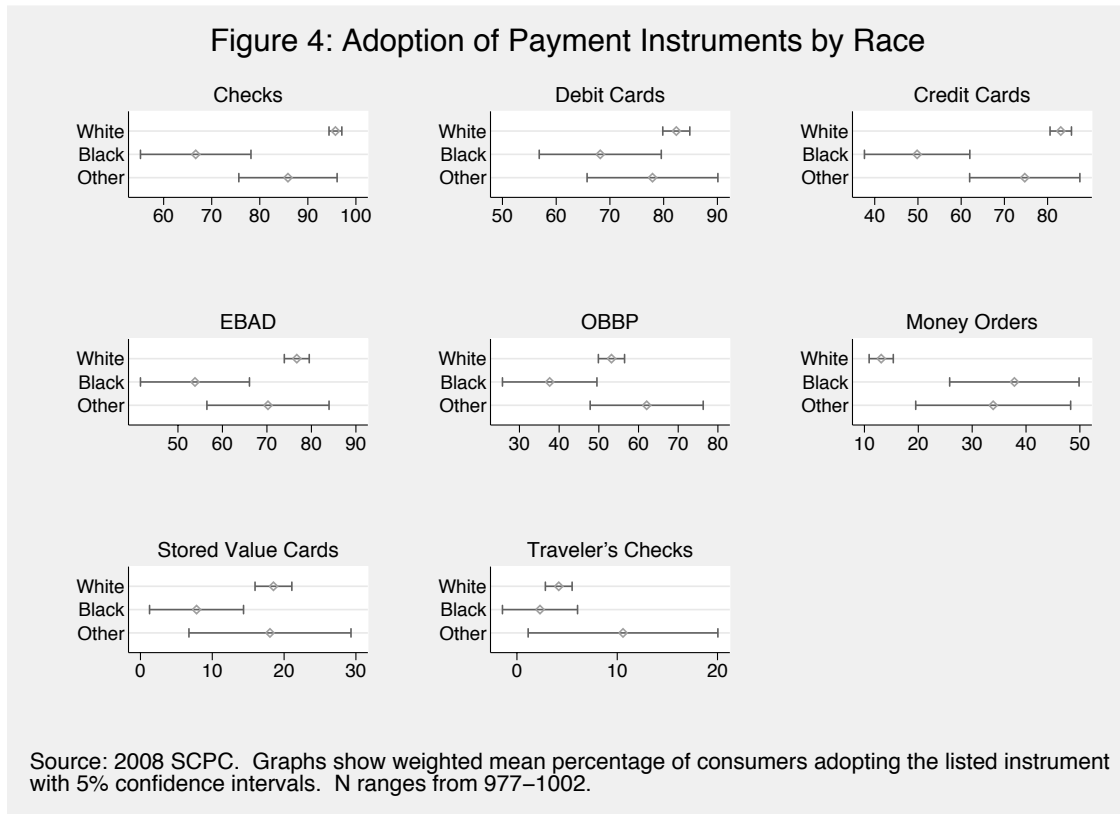 Figure 4: Adoption of Payment Instruments by Race
Checks
White
Black
Other
60 70 80 90 100
Debit Cards
White
Black
Other
50 60 70 80 90
Credit Cards
White
Black
Other
40 50 60 70 80
EBAD
White
Black
Other
50 60 70 80 90
OBBP
White
Black
Other
30 40 50 60 70 80
Money Orders
White
Black
Other
10 20 30 40 50
Stored Value Cards
White
Black
Other
0 10 20 30
Traveler's Checks
White
Black
Other
0 10 20
Source: 2008 SCPC. Graphs show weighted mean percentage of consumers adopting the listed instrument
with 5% confidence intervals. N ranges from 977−1002.